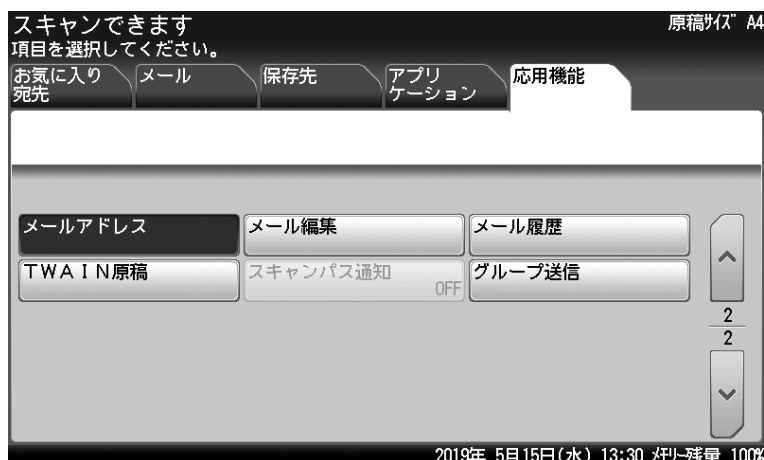 スキャンできます
原稿ｻｲｽﾞ A4
項目を選択してください。
お気に入り
宛先
メール
保存先
アプリ
ケーション
応用機能
メールアドレス
メール編集
メール履歴
ＴＷＡＩＮ原稿
スキャンパス通知
OFF
グループ送信
2
2
2019年 5月15日(水) 13:30 ﾒﾓﾘｰ残量 100%